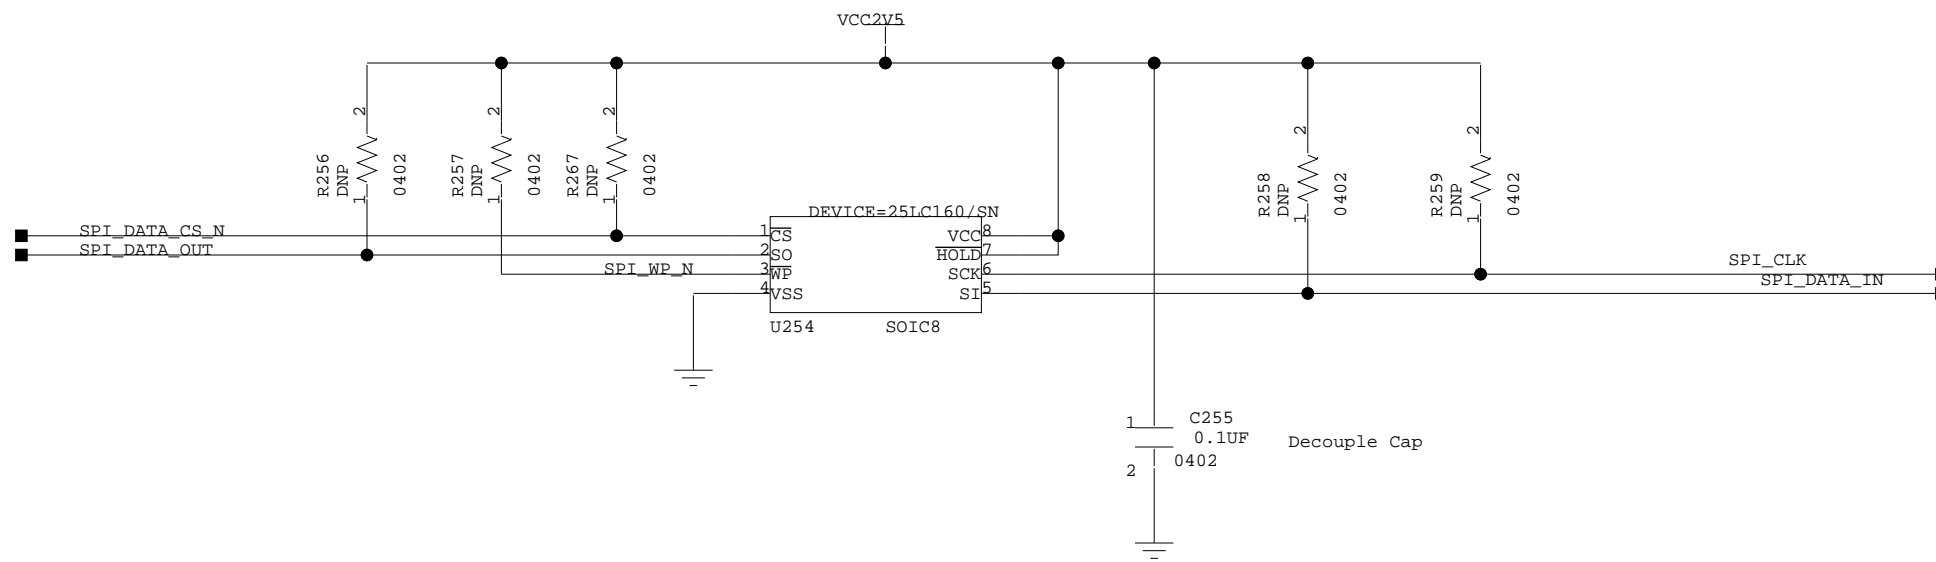 VCC2V5
2
2
2
2
2
R256
DNP
0402
R257
DNP
0402
R267
DNP
0402
R258
DNP
0402
R259
DNP
0402
1
1
1
1
1
DEVICE=25LC160/SN
SPI_DATA_CS_N
1
CS
VCC
8
SPI_DATA_OUT
2
SO
HOLD
7
SPI_WP_N
3
WP
SCK
6
SPI_CLK
4
VSS
SI
5
SPI_DATA_IN
U254
SOIC8
1
C255
0.1UF
Decouple Cap
0402
2